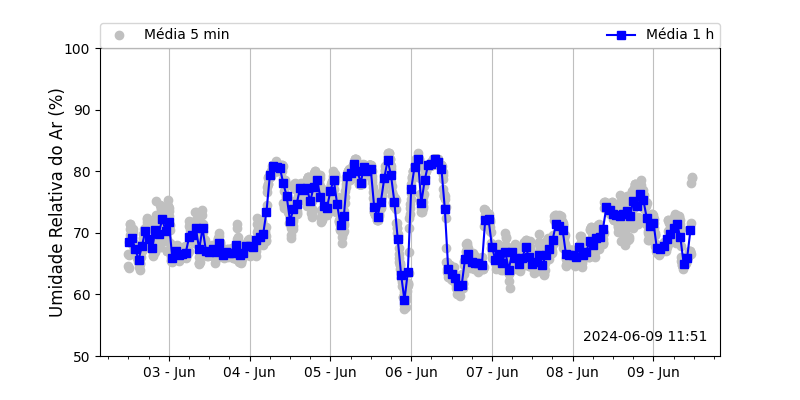 Média 5 min
Média 1 h
Umidade Relativa do Ar (%)
100
90
80
70
60
50
2024-06-09 11:51
03 - Jun
04 - Jun
05 - Jun
06 - Jun
07 - Jun
08 - Jun
09 - Jun